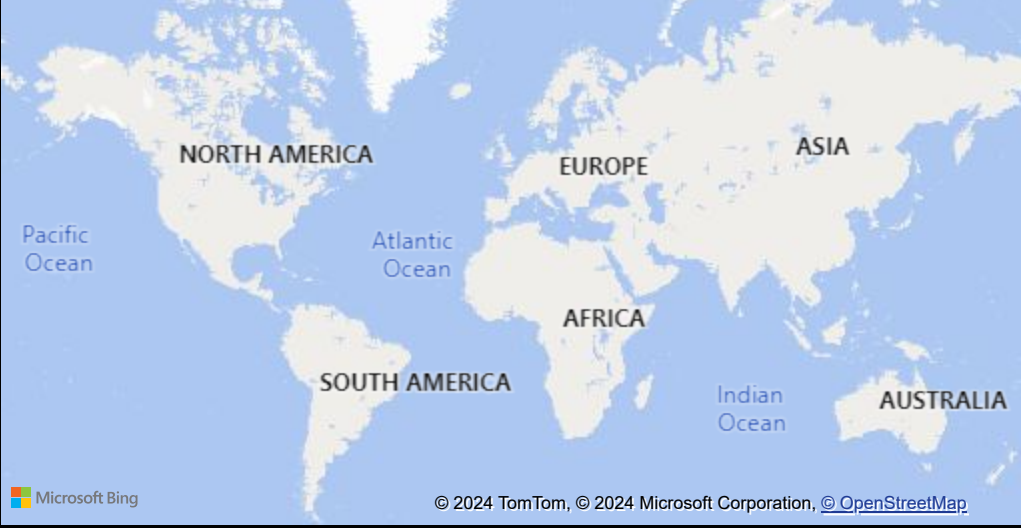 NORTH AMERICA
ASIA
EUROPE
Pacific
Ocean
Atlantic
Ocean
AFRICA
SOUTH AMERICA
Indian
Ocean
AUSTRALIA
Microsoft Bing
© 2024 TomTom, © 2024 Microsoft Corporation, © OpenStreetMap